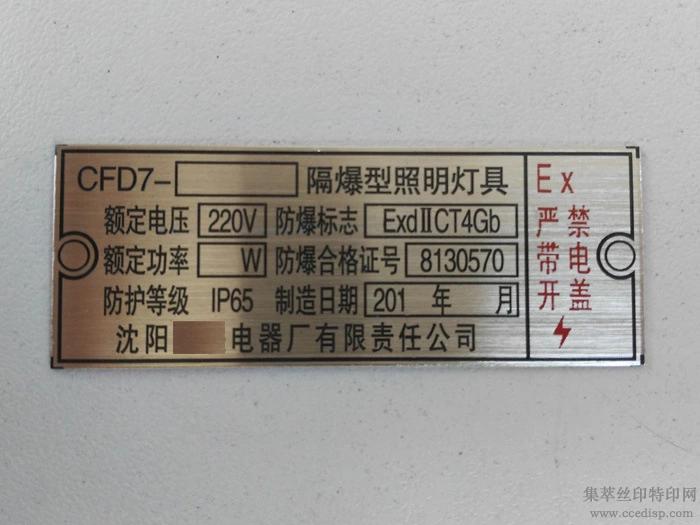 CFD7- 隔爆型照明灯具
额定电压 220V 防爆标志 ExdⅡCT4Gb
额定功率 W 防爆合格证号 8130570
防护等级 IP65 制造日期 201 年 月
沈阳 电器厂有限责任公司
Ex
严禁
带电
开盖
集萃丝印特印网
www.ccedisp.com